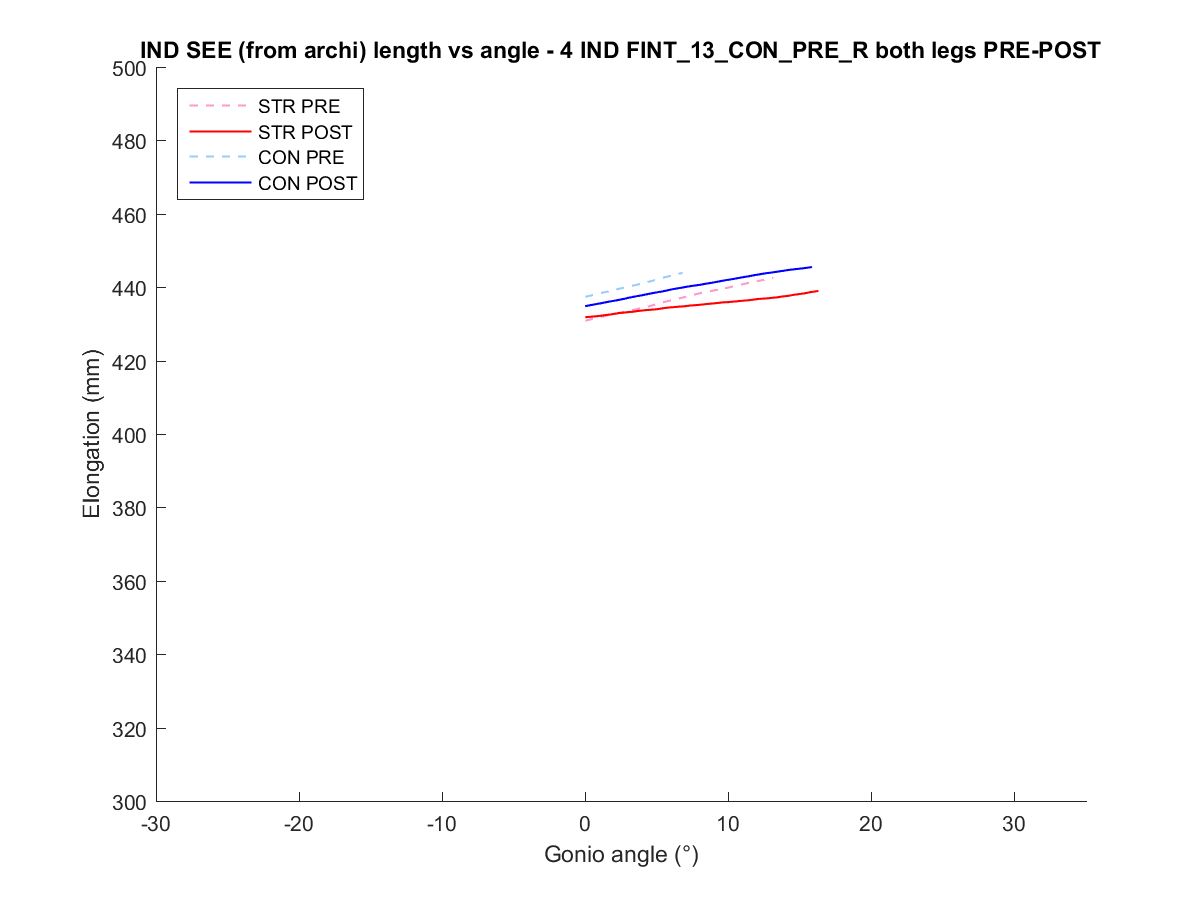 IND SEE (from archi) length vs angle - 4 IND FINT_13_CON_PRE_R both legs PRE-POST
500
STR PRE
STR POST
CON PRE
CON POST
480
460
440
420
400
380
360
340
320
300
Elongation (mm)
-30 -20 -10 0 10 20 30
Gonio angle (°)